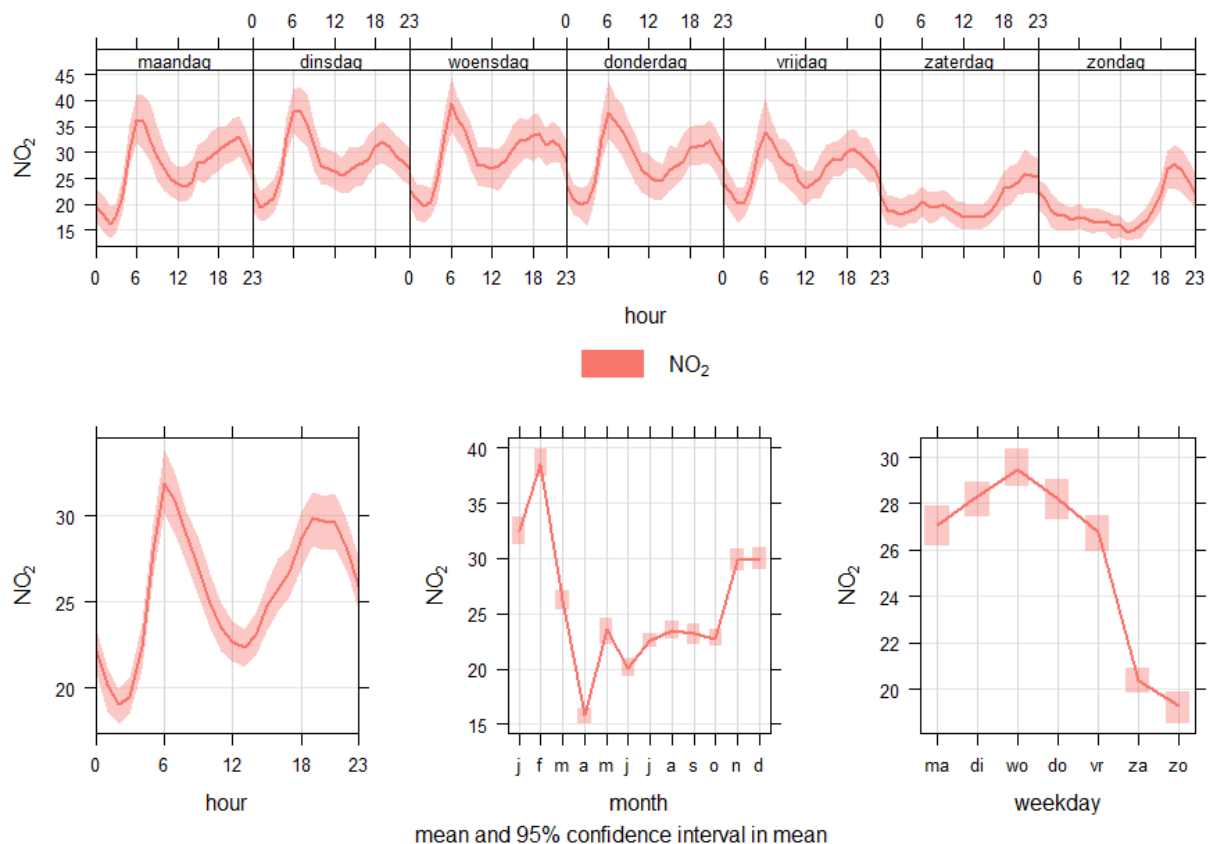 0 6 12 18 23 0 6 12 18 23 0 6 12 18 23
maandag dinsdag woensdag donderdag vrijdag zaterdag zondag
45
40
35
30
25
20
15
NO₂
0 6 12 18 23 0 6 12 18 23 0 6 12 18 23 0 6 12 18 23
hour
NO₂
30
25
20
NO₂
0 6 12 18 23
hour
40
35
30
25
20
15
NO₂
j f m a m j j a s o n d
month
30
28
26
24
22
20
NO₂
ma di wo do vr za zo
weekday
mean and 95% confidence interval in mean